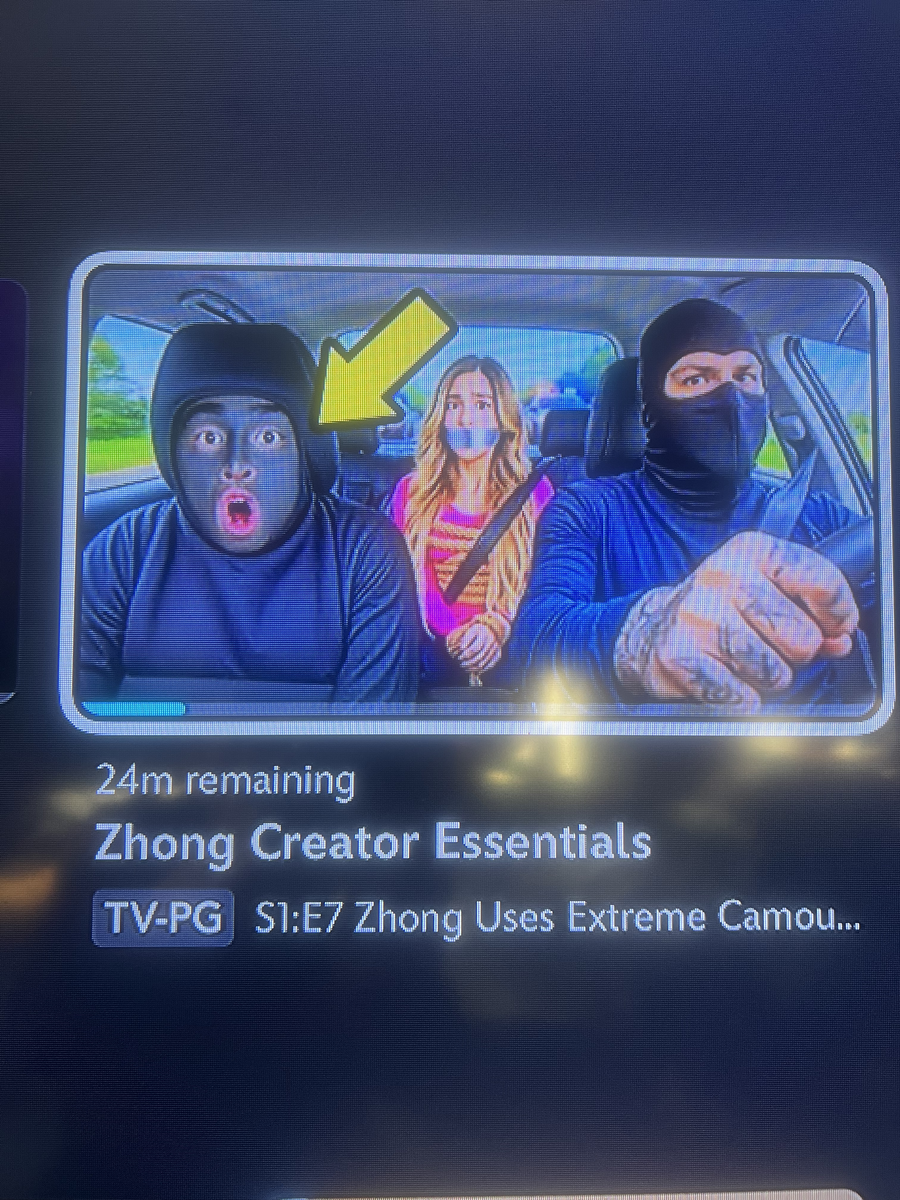 24m remaining
Zhong Creator Essentials
TV-PG S1:E7 Zhong Uses Extreme Camou...